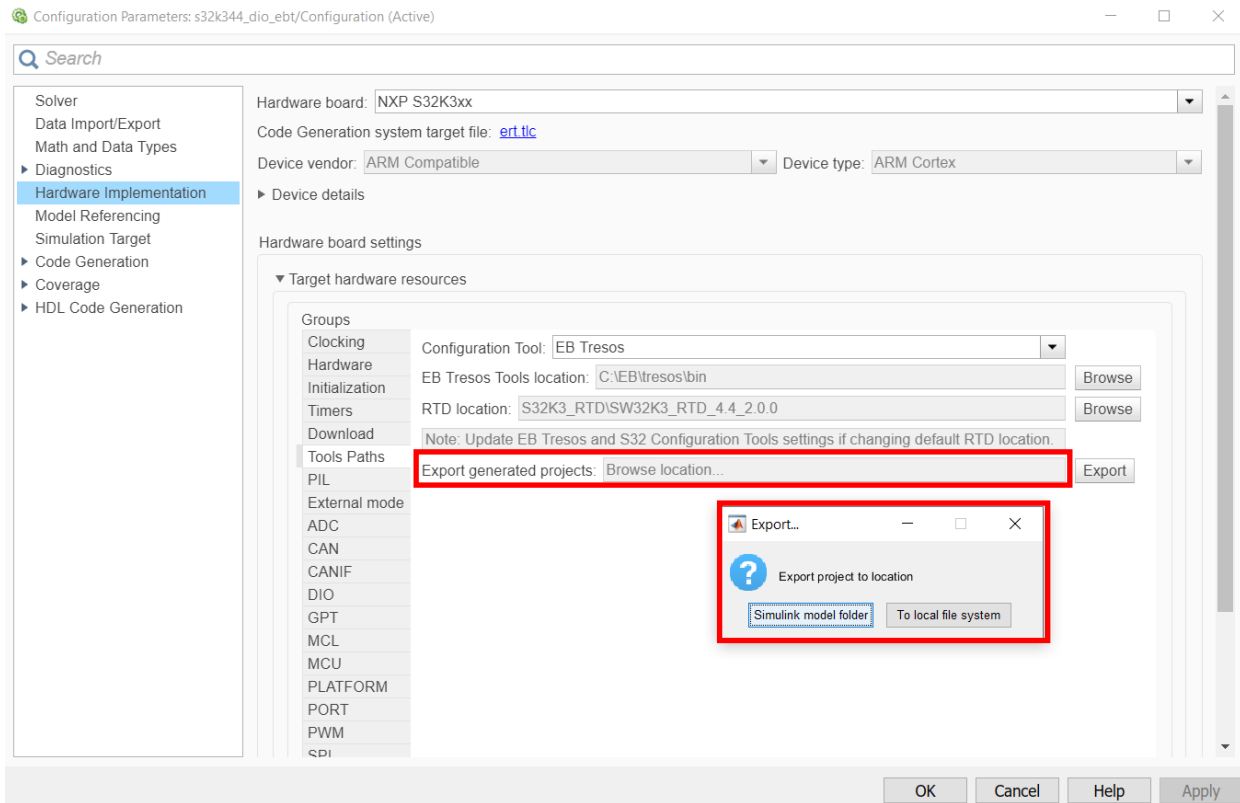 Configuration Parameters: s32k344_dio_ebt/Configuration (Active)
Search
Solver
Data Import/Export
Math and Data Types
Diagnostics
Hardware Implementation
Model Referencing
Simulation Target
Code Generation
Coverage
HDL Code Generation
Hardware board: NXP S32K3xx
Code Generation system target file: ert.tlc
Device vendor: ARM Compatible Device type: ARM Cortex
Device details
Hardware board settings
Target hardware resources
Groups
Clocking
Hardware
Initialization
Timers
Download
Tools Paths
PIL
External mode
ADC
CAN
CANIF
DIO
GPT
MCL
MCU
PLATFORM
PORT
PWM
SPI
Configuration Tool: EB Tresos
EB Tresos Tools location: C:\EB\tresos\bin Browse
RTD location: S32K3_RTD\SW32K3_RTD_4.4_2.0.0 Browse
Note: Update EB Tresos and S32 Configuration Tools settings if changing default RTD location.
Export generated projects: Browse location... Export
Export...
?
Export project to location
Simulink model folder To local file system
OK Cancel Help Apply